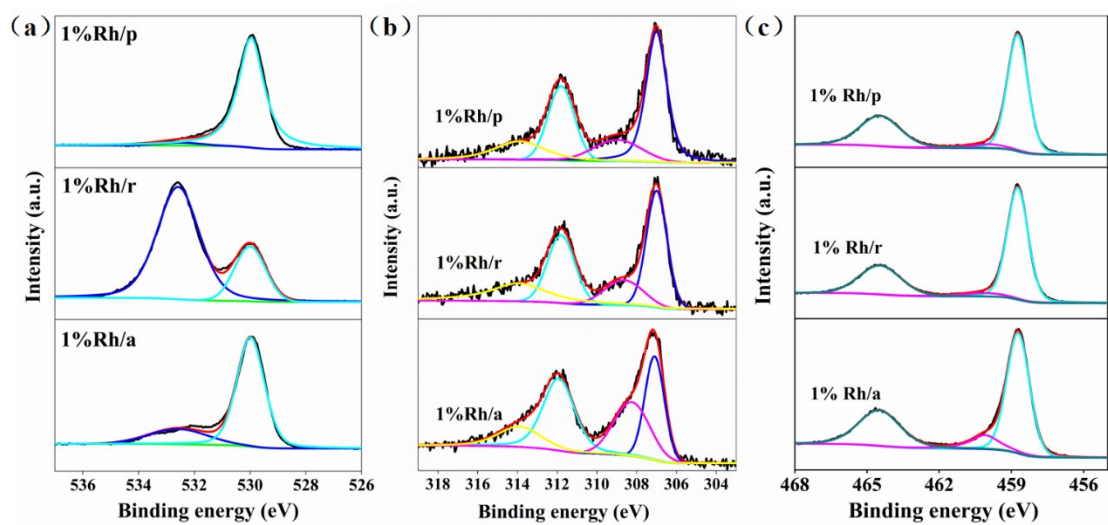 （a）
1%Rh/p
1%Rh/r
1%Rh/a
Intensity (a.u.)
536 534 532 530 528 526
Binding energy (eV)
（b）
1%Rh/p
1%Rh/r
1%Rh/a
Intensity (a.u.)
318 316 314 312 310 308 306 304
Binding energy (eV)
（c）
1% Rh/p
1% Rh/r
1% Rh/a
Intensity (a.u.)
468 465 462 459 456
Binding energy (eV)